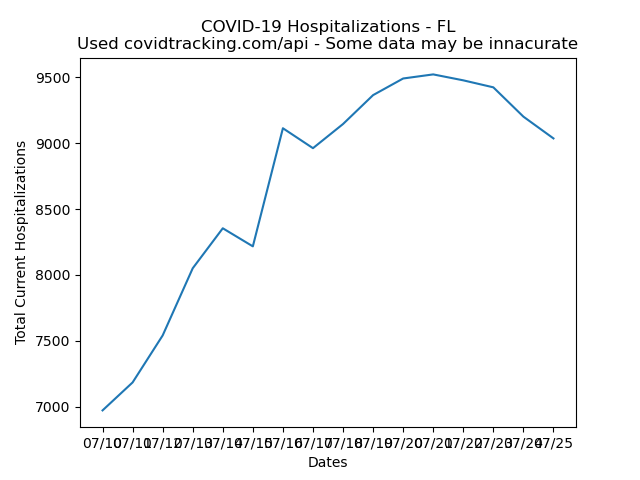 COVID-19 Hospitalizations - FL
Used covidtracking.com/api - Some data may be innacurate
9500
9000
8500
8000
7500
7000
Total Current Hospitalizations
07/10 07/11 07/12 07/13 07/14 07/15 07/16 07/17 07/18 07/19 07/20 07/21 07/22 07/23 07/24 07/25
Dates